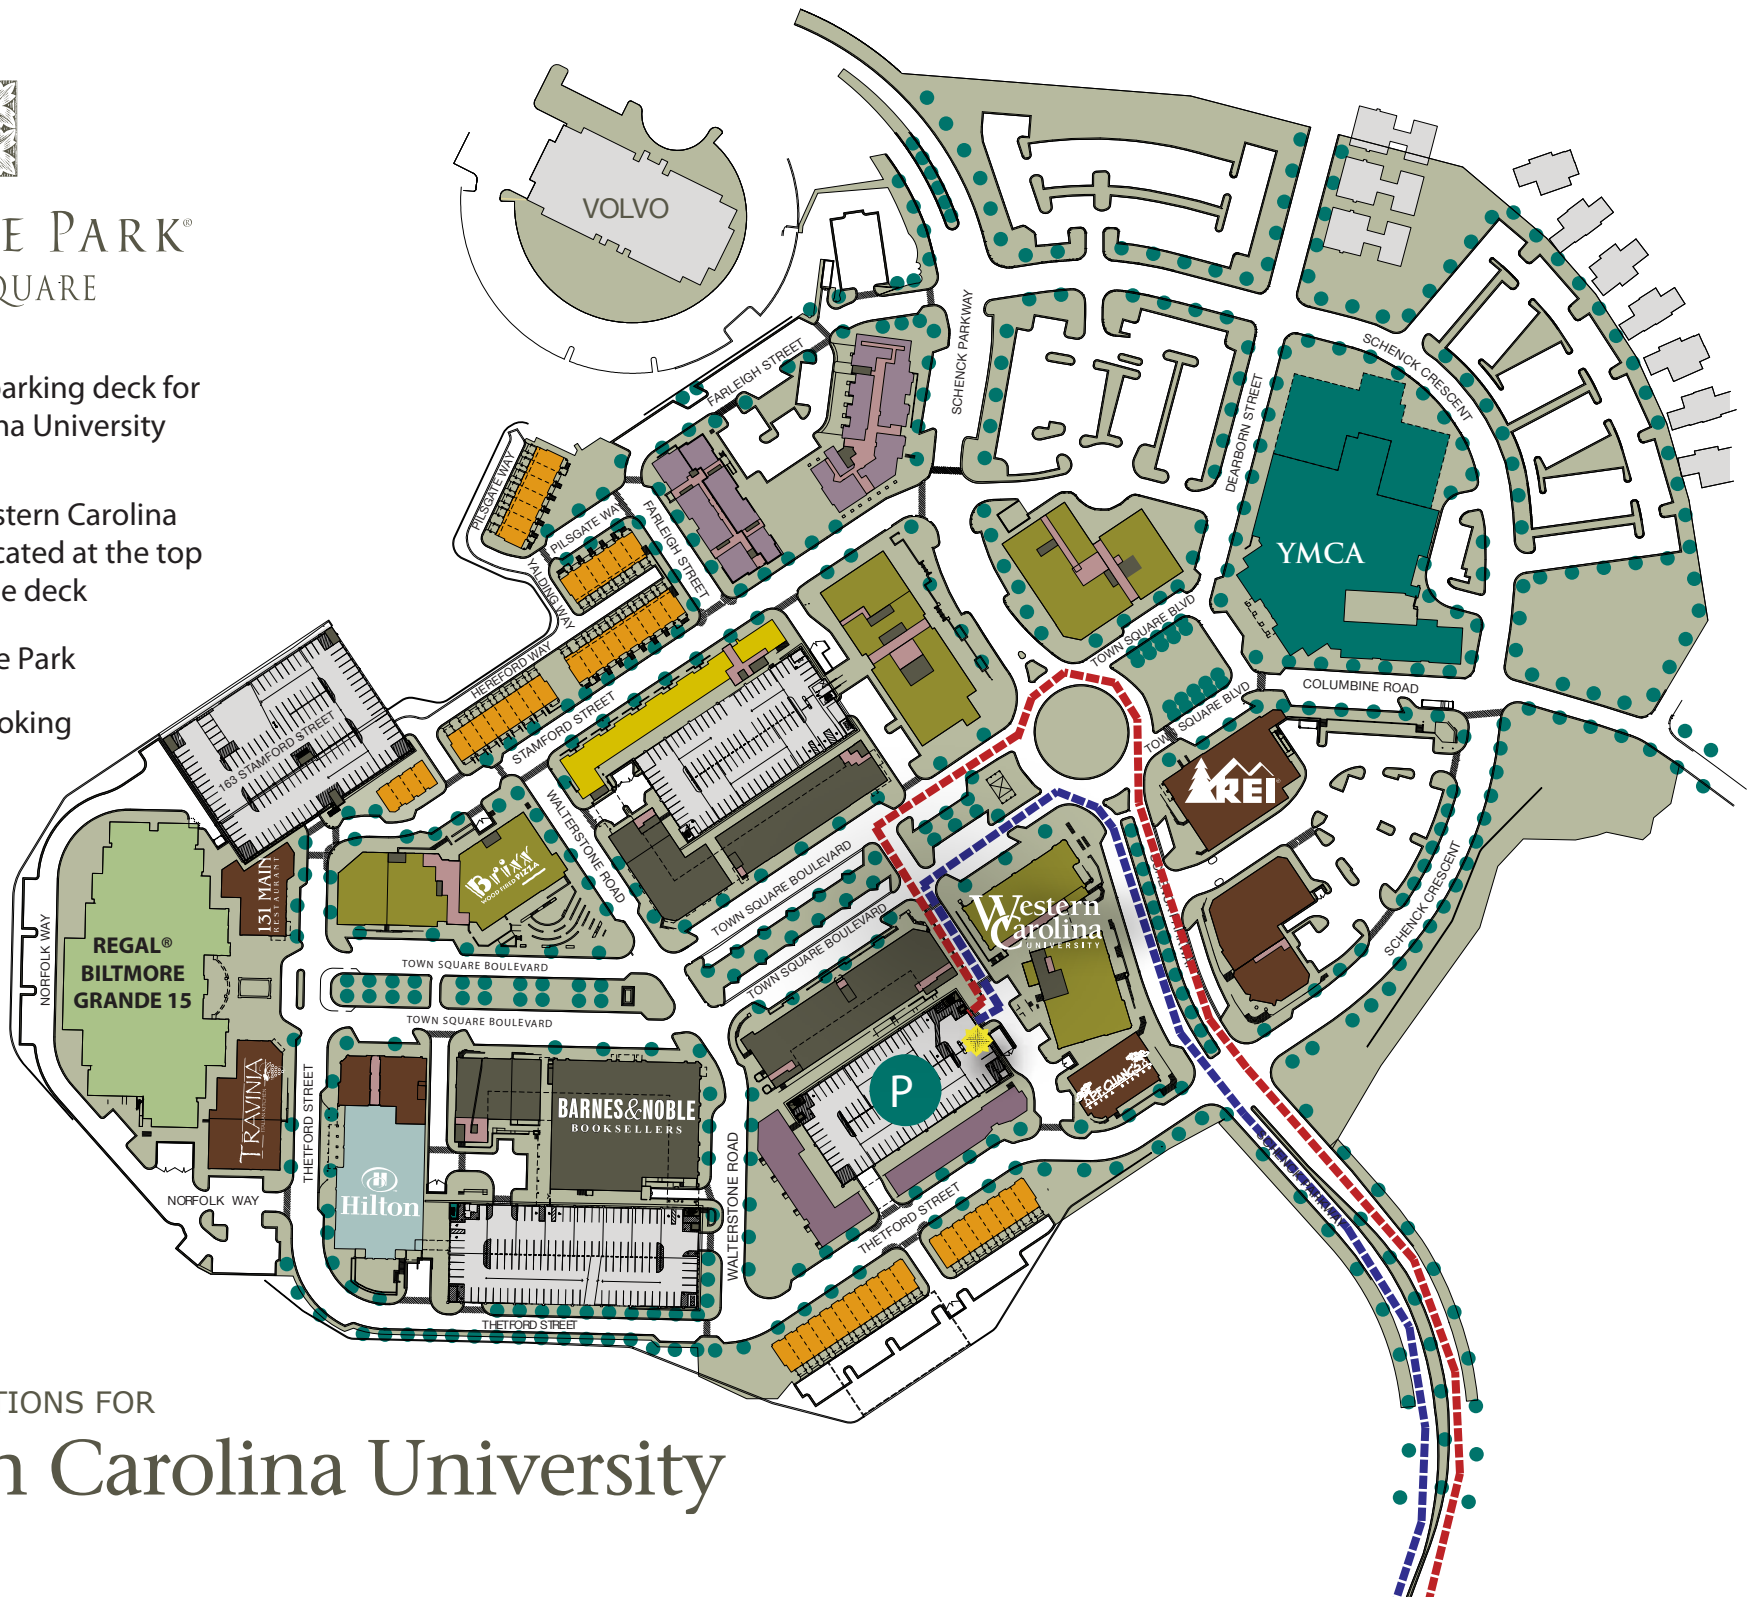 E PARK®
QUARE
arking deck for
na University
stern Carolina
cated at the top
e deck
e Park
ooking
TIONS FOR
n Carolina University
VOLVO
SCHENCK PARKWAY
FARLEIGH STREET
SCHENCK CRESCENT
DEARBORN STREET
PILSGATE WAY
PILSGATE WAY
FARLEIGH STREET
YALDING WAY
YMCA
TOWN SQUARE BLVD
HEREFORD WAY
STAMFORD STREET
COLUMBINE ROAD
TOWN SQUARE BLVD
163 STAMFORD STREET
REI
WALTERSTONE ROAD
Brixx
WOOD FIRED PIZZA
131 MAIN
RESTAURANT
TOWN SQUARE BOULEVARD
TOWN SQUARE BOULEVARD
Western
Carolina
UNIVERSITY
SCHENCK CRESCENT
NORFOLK WAY
REGAL®
BILTMORE
GRANDE 15
TOWN SQUARE BOULEVARD
TOWN SQUARE BOULEVARD
TRAVINIA
THETFORD STREET
P
P.F. CHANG'S
BARNES&NOBLE
BOOKSELLERS
Hilton
NORFOLK WAY
WALTERSTONE ROAD
THETFORD STREET
SCHENCK PARKWAY
THETFORD STREET